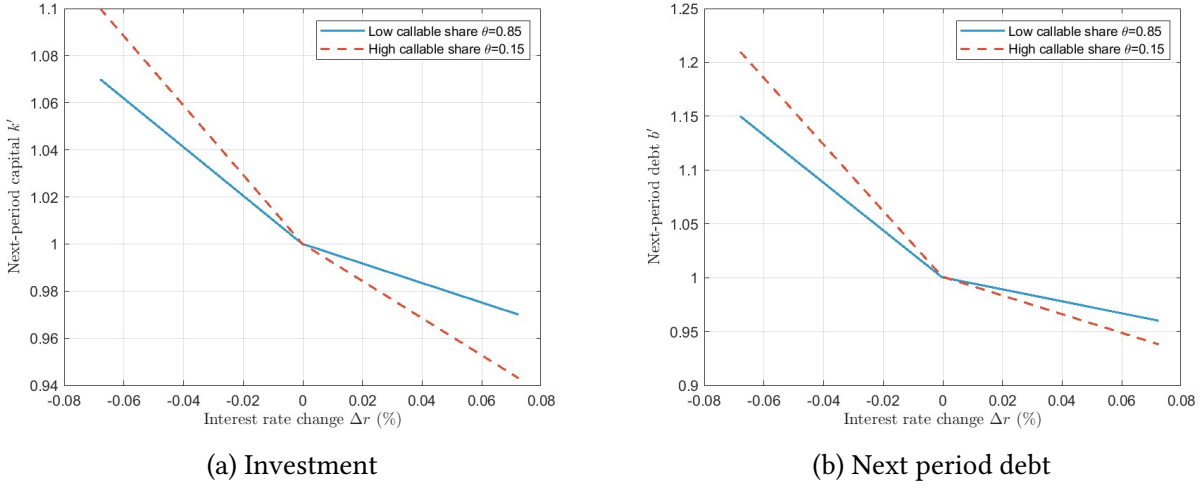 1.1
1.08
1.06
1.04
1.02
1
0.98
0.96
0.94
Next-period capital k′
-0.08 -0.06 -0.04 -0.02 0 0.02 0.04 0.06 0.08
Interest rate change Δr (%)
Low callable share θ=0.85
High callable share θ=0.15
(a) Investment
1.25
1.2
1.15
1.1
1.05
1
0.95
0.9
Next-period debt b′
-0.08 -0.06 -0.04 -0.02 0 0.02 0.04 0.06 0.08
Interest rate change Δr (%)
Low callable share θ=0.85
High callable share θ=0.15
(b) Next period debt